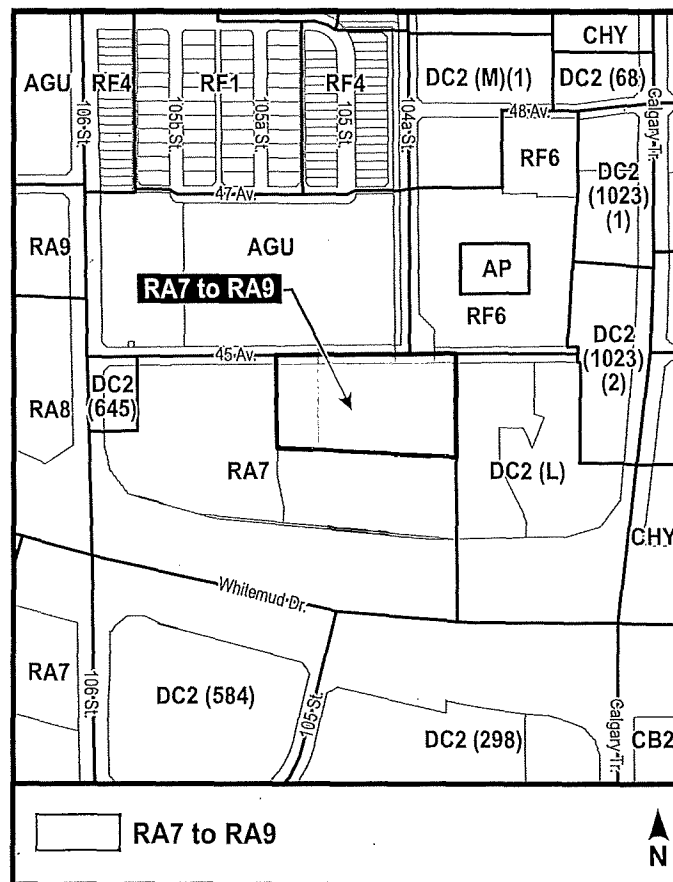 CHY
AGU
RF4
RF1
RF4
DC2 (M)(1)
DC2 (68)
106 St.
105b St.
105a St.
105 St.
104a St.
Calgary Tr.
48 Av.
RF6
47 Av.
DC2
(1023)
(1)
RA9
AGU
AP
RA7 to RA9
RF6
45 Av.
DC2
(1023)
(2)
DC2
(645)
RA8
RA7
DC2 (L)
CHY
Whitemud Dr.
RA7
106 St.
DC2 (584)
105 St.
DC2 (298)
Calgary Tr.
CB2
RA7 to RA9
N